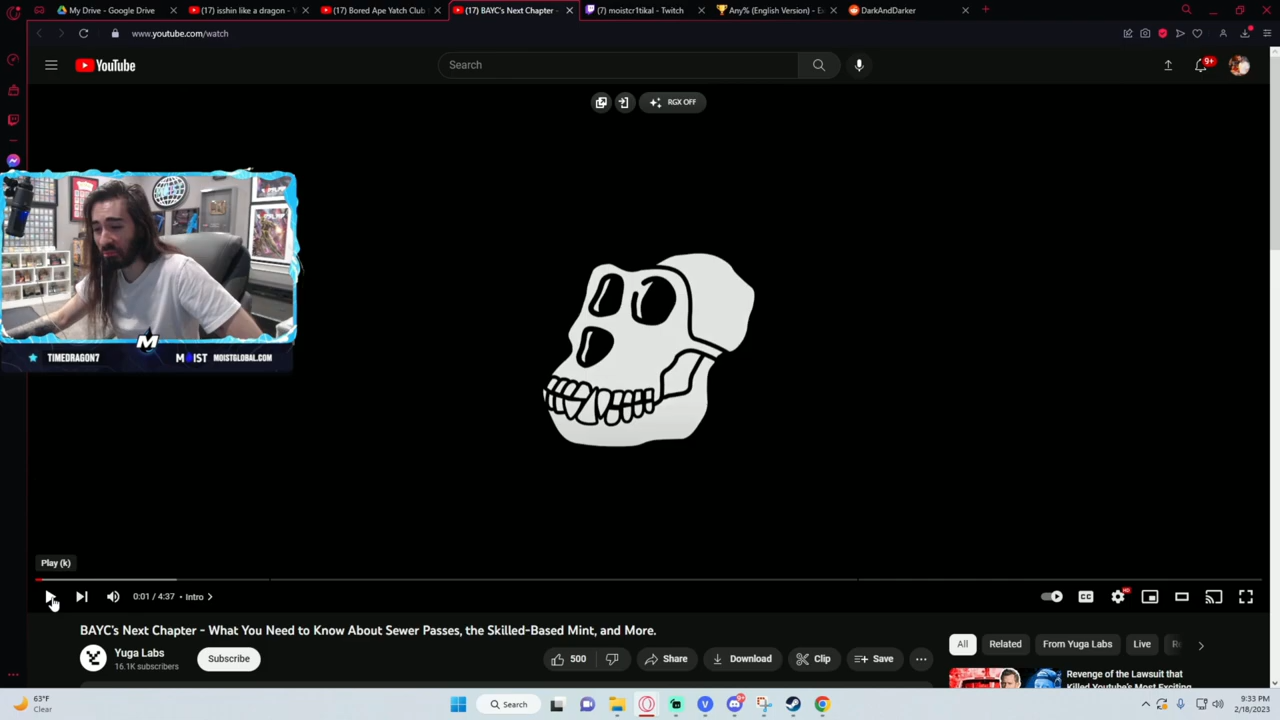 My Drive - Google Drive
(17) isshin like a dragon -
(17) Bored Ape Yatch Club
(17) BAYC's Next Chapter -
(7) moistcr1tikal - Twitch
Any% (English Version) - E
DarkAndDarker
www.youtube.com/watch
YouTube
Search
9+
RGX OFF
TIMEDRAGON7
M
MOIST
MOISTGLOBAL.COM
Play (k)
0:01 / 4:37 • Intro
CC
HD
BAYC's Next Chapter - What You Need to Know About Sewer Passes, the Skilled-Based Mint, and More.
Yuga Labs
16.1K subscribers
Subscribe
500
Share
Download
Clip
Save
All
Related
From Yuga Labs
Live
Revenge of the Lawsuit that
Killed Youtube's Most Exciting
63°F
Clear
Search
9:33 PM
2/18/2023